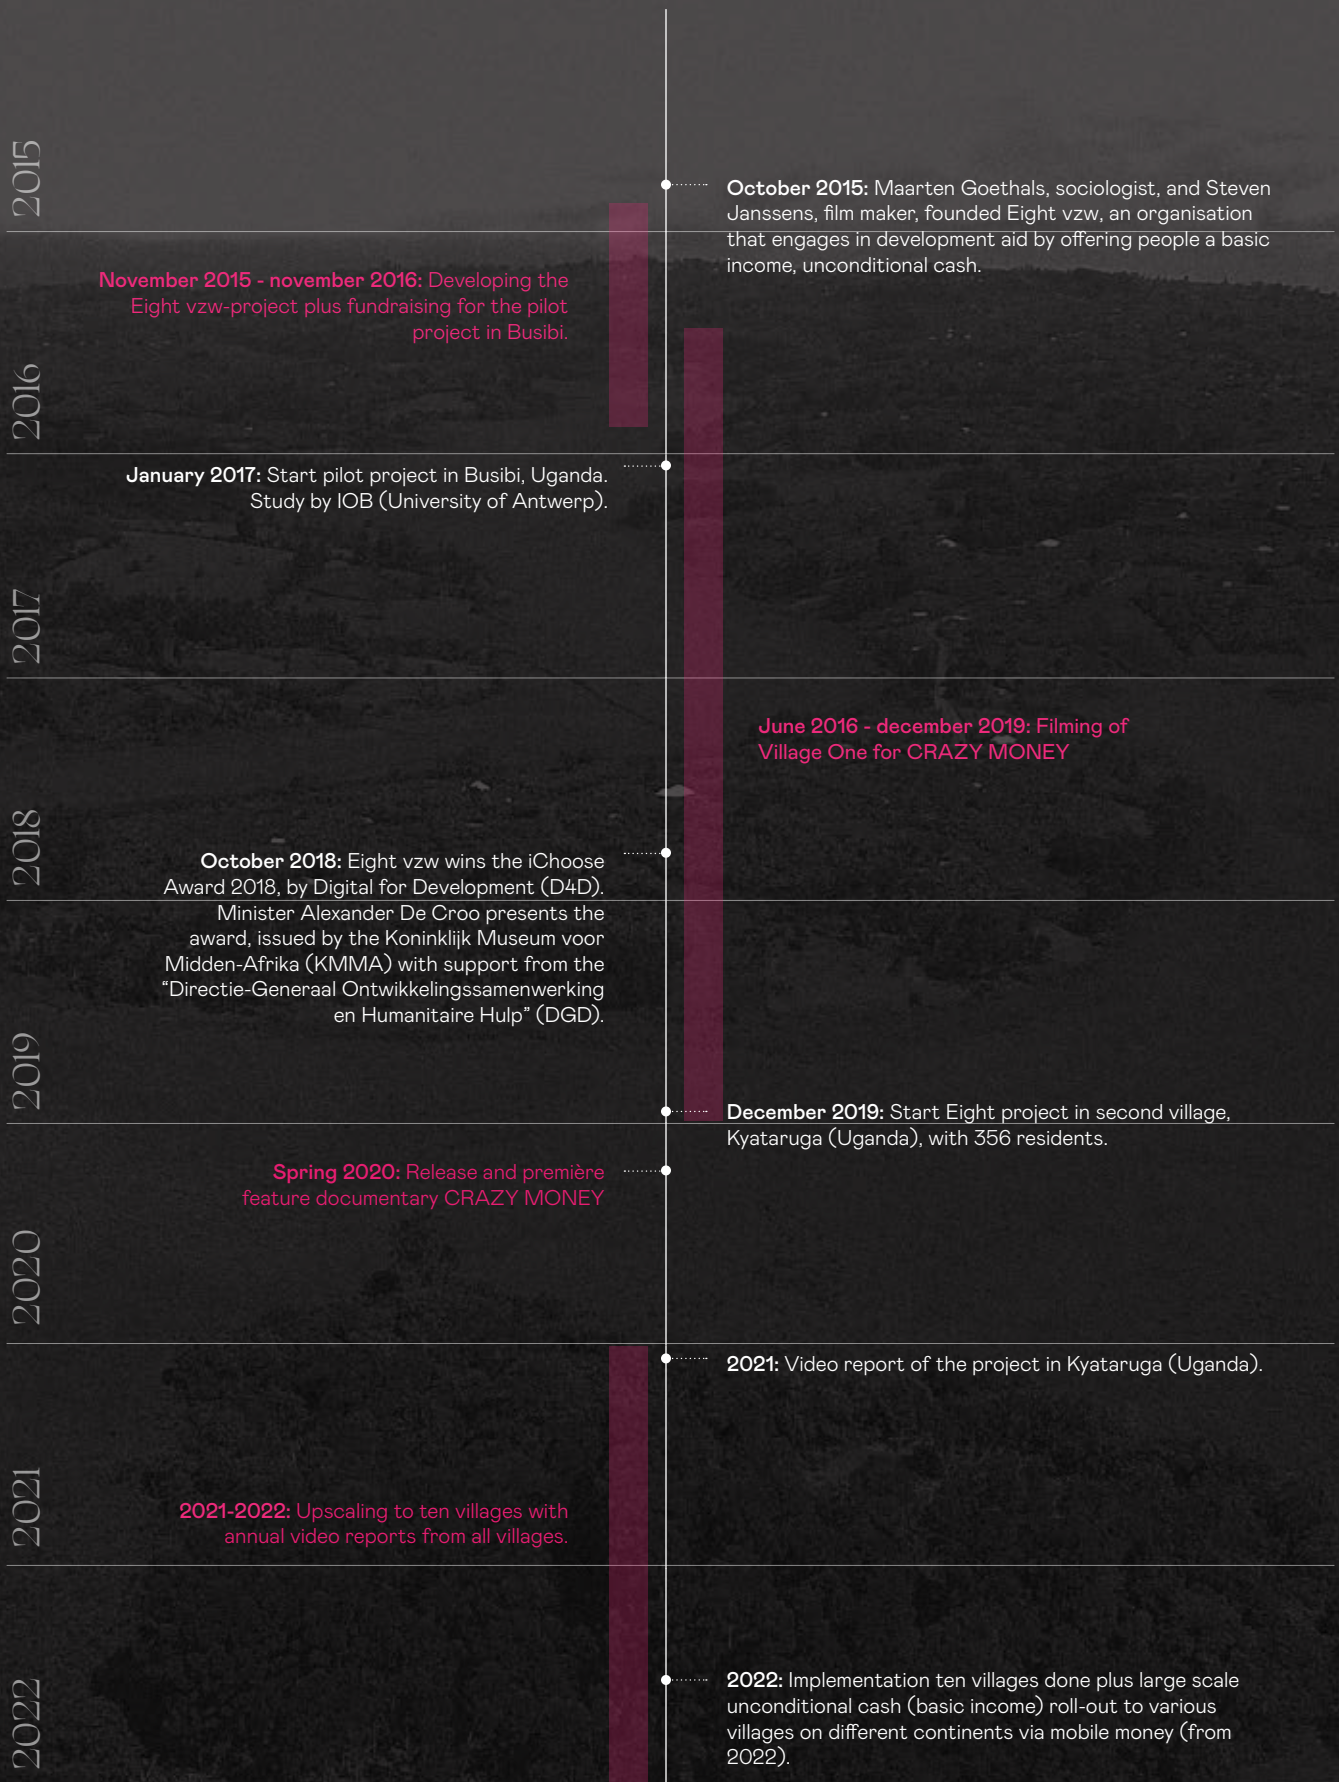 2015
October 2015: Maarten Goethals, sociologist, and Steven
Janssens, film maker, founded Eight vzw, an organisation
that engages in development aid by offering people a basic
income, unconditional cash.
November 2015 - november 2016: Developing the
Eight vzw-project plus fundraising for the pilot
project in Busibi.
2016
January 2017: Start pilot project in Busibi, Uganda.
Study by IOB (University of Antwerp).
2017
June 2016 - december 2019: Filming of
Village One for CRAZY MONEY
2018
October 2018: Eight vzw wins the iChoose
Award 2018, by Digital for Development (D4D).
Minister Alexander De Croo presents the
award, issued by the Koninklijk Museum voor
Midden-Afrika (KMMA) with support from the
“Directie-Generaal Ontwikkelingssamenwerking
en Humanitaire Hulp” (DGD).
2019
December 2019: Start Eight project in second village,
Kyataruga (Uganda), with 356 residents.
Spring 2020: Release and première
feature documentary CRAZY MONEY
2020
2021: Video report of the project in Kyataruga (Uganda).
2021
2021-2022: Upscaling to ten villages with
annual video reports from all villages.
2022
2022: Implementation ten villages done plus large scale
unconditional cash (basic income) roll-out to various
villages on different continents via mobile money (from
2022).